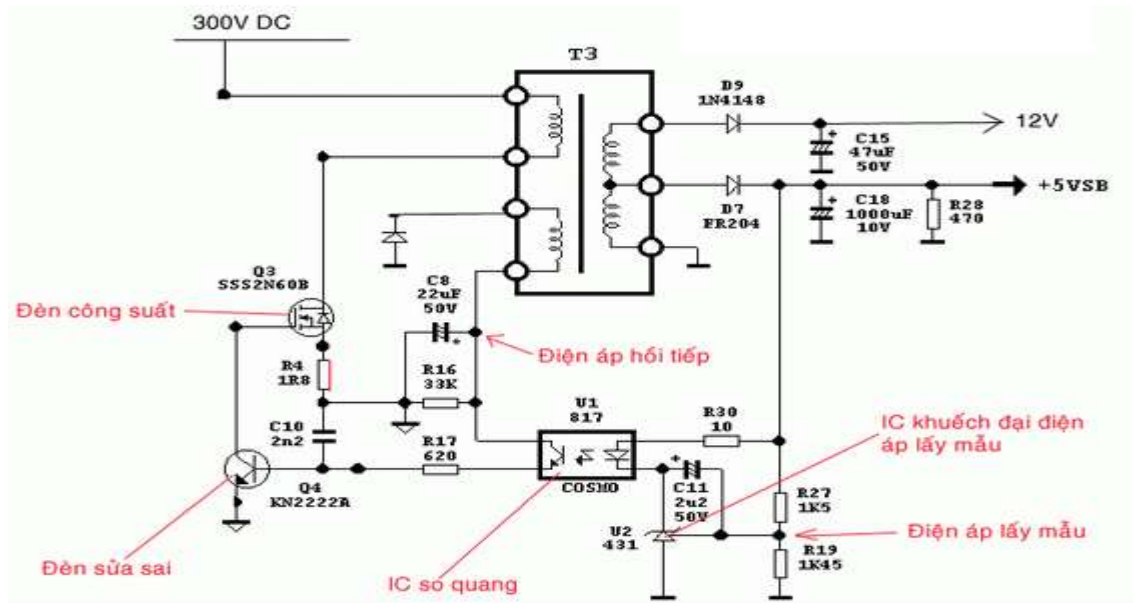 300V DC
T3
D9
1N4148
12V
C15
47uF
50V
+5VSB
D7
FR204
C18
1000uF
10V
R28
470
Q3
SSS2N60B
C8
22uF
50V
Đèn công suất
Điện áp hồi tiếp
R4
1R8
R16
33K
U1
817
R30
10
IC khuếch đại điện
áp lấy mẫu
C10
2n2
R17
620
Q4
KN2222A
COSMO
C11
2u2
50V
R27
1K5
U2
431
Điện áp lấy mẫu
R19
1K45
Đèn sửa sai
IC so quang